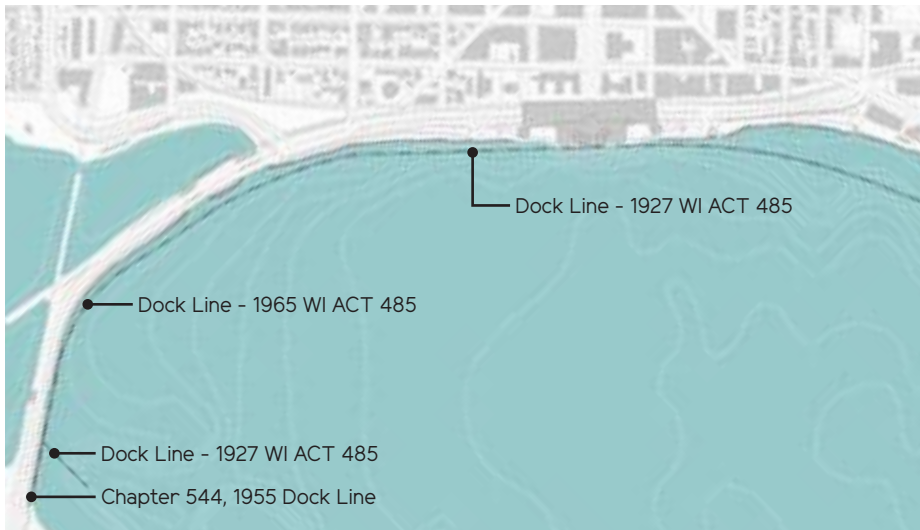 Dock Line - 1927 WI ACT 485
Dock Line - 1965 WI ACT 485
Dock Line - 1927 WI ACT 485
Chapter 544, 1955 Dock Line